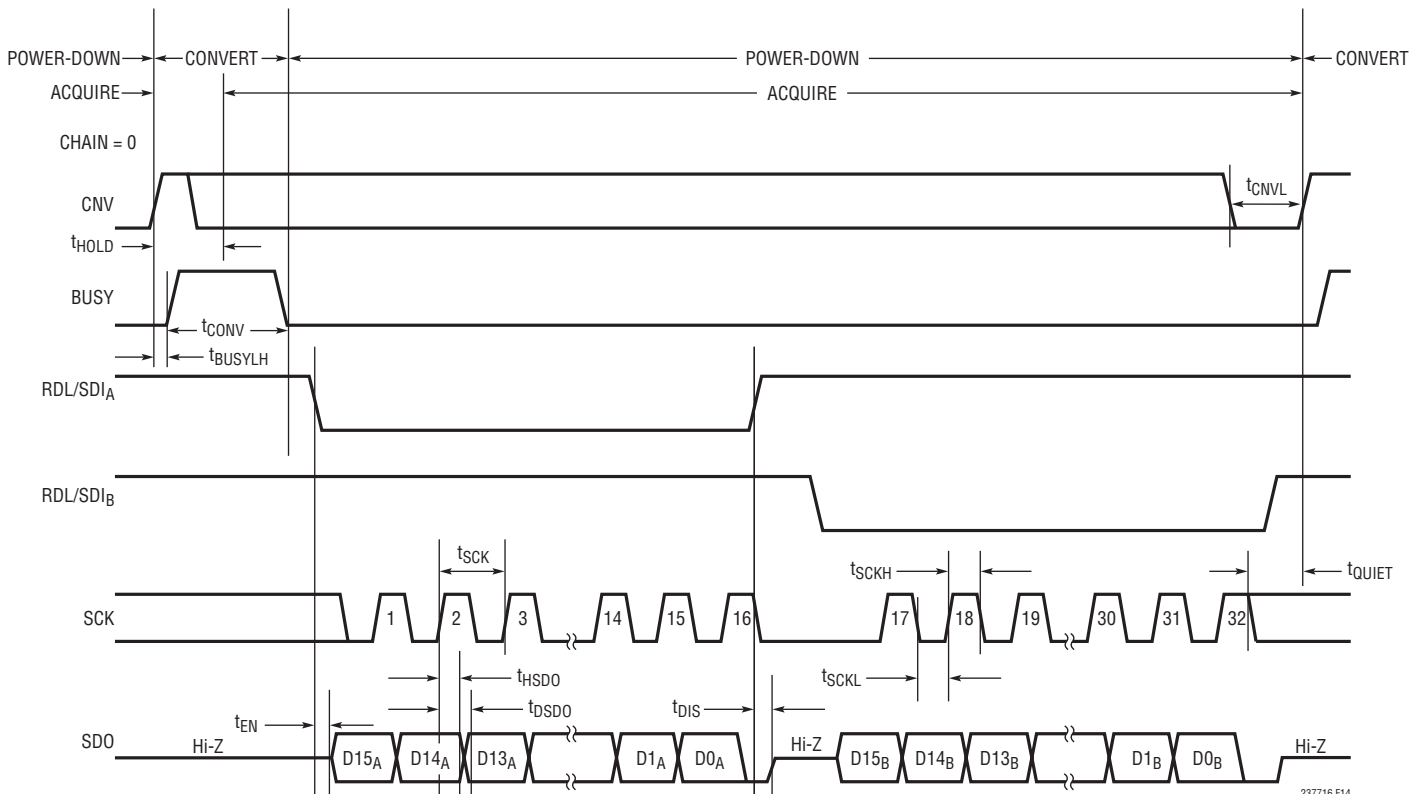 POWER-DOWN CONVERT POWER-DOWN CONVERT
ACQUIRE ACQUIRE
CHAIN = 0
CNV tCNVL
tHOLD
BUSY
tCONV
tBUSYLH
RDL/SDIA
RDL/SDIB
tSCK tSCKH tQUIET
SCK 1 2 3 14 15 16 17 18 19 30 31 32
tHSDO tSCKL
tDSDO tDIS
tEN
SDO Hi-Z D15A D14A D13A D1A D0A Hi-Z D15B D14B D13B D1B D0B Hi-Z
237716 F14